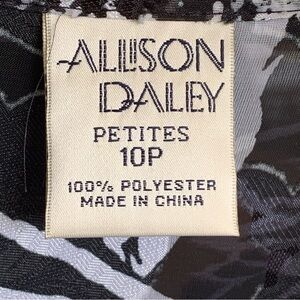 ALLISON
DALEY
PETITES
10P
100% POLYESTER
MADE IN CHINA